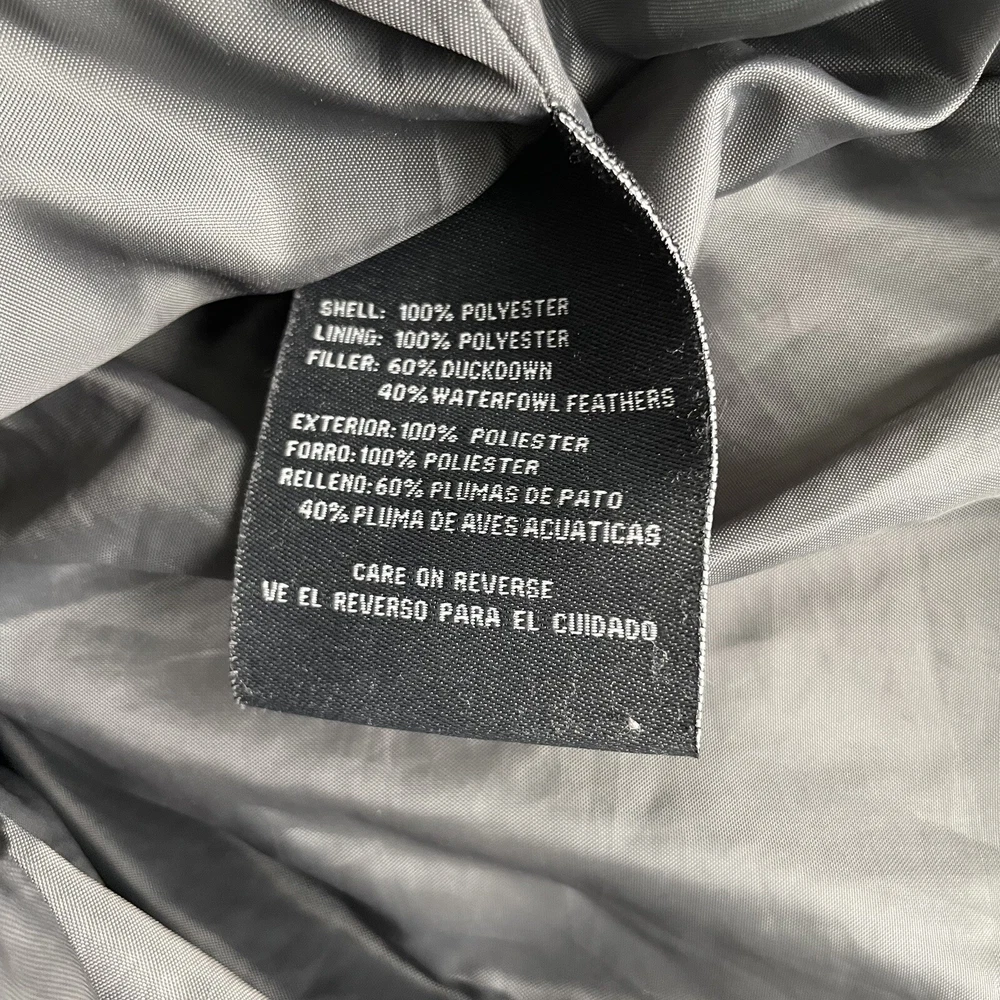 SHELL: 100% POLYESTER
LINING: 100% POLYESTER
FILLER: 60% DUCKDOWN
40% WATERFOWL FEATHERS
EXTERIOR: 100% POLIESTER
FORRO: 100% POLIESTER
RELLENO: 60% PLUMAS DE PATO
40% PLUMA DE AVES ACUATICAS
CARE ON REVERSE
VE EL REVERSO PARA EL CUIDADO